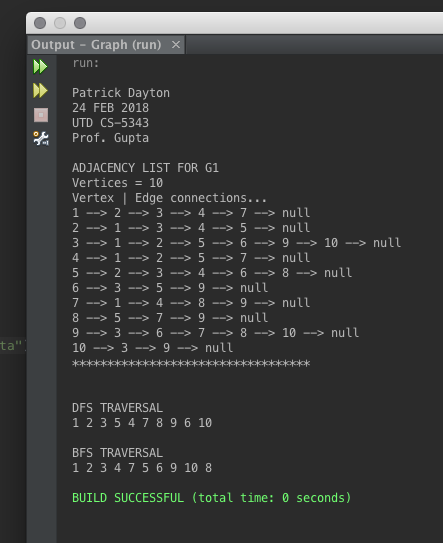 Output - Graph (run) ×
run:
Patrick Dayton
24 FEB 2018
UTD CS-5343
Prof. Gupta
ADJACENCY LIST FOR G1
Vertices = 10
Vertex | Edge connections...
1 --> 2 --> 3 --> 4 --> 7 --> null
2 --> 1 --> 3 --> 4 --> 5 --> null
3 --> 1 --> 2 --> 5 --> 6 --> 9 --> 10 --> null
4 --> 1 --> 2 --> 5 --> 7 --> null
5 --> 2 --> 3 --> 4 --> 6 --> 8 --> null
6 --> 3 --> 5 --> 9 --> null
7 --> 1 --> 4 --> 8 --> 9 --> null
8 --> 5 --> 7 --> 9 --> null
9 --> 3 --> 6 --> 7 --> 8 --> 10 --> null
10 --> 3 --> 9 --> null
ta"
**********************************
DFS TRAVERSAL
1 2 3 5 4 7 8 9 6 10
BFS TRAVERSAL
1 2 3 4 7 5 6 9 10 8
BUILD SUCCESSFUL (total time: 0 seconds)